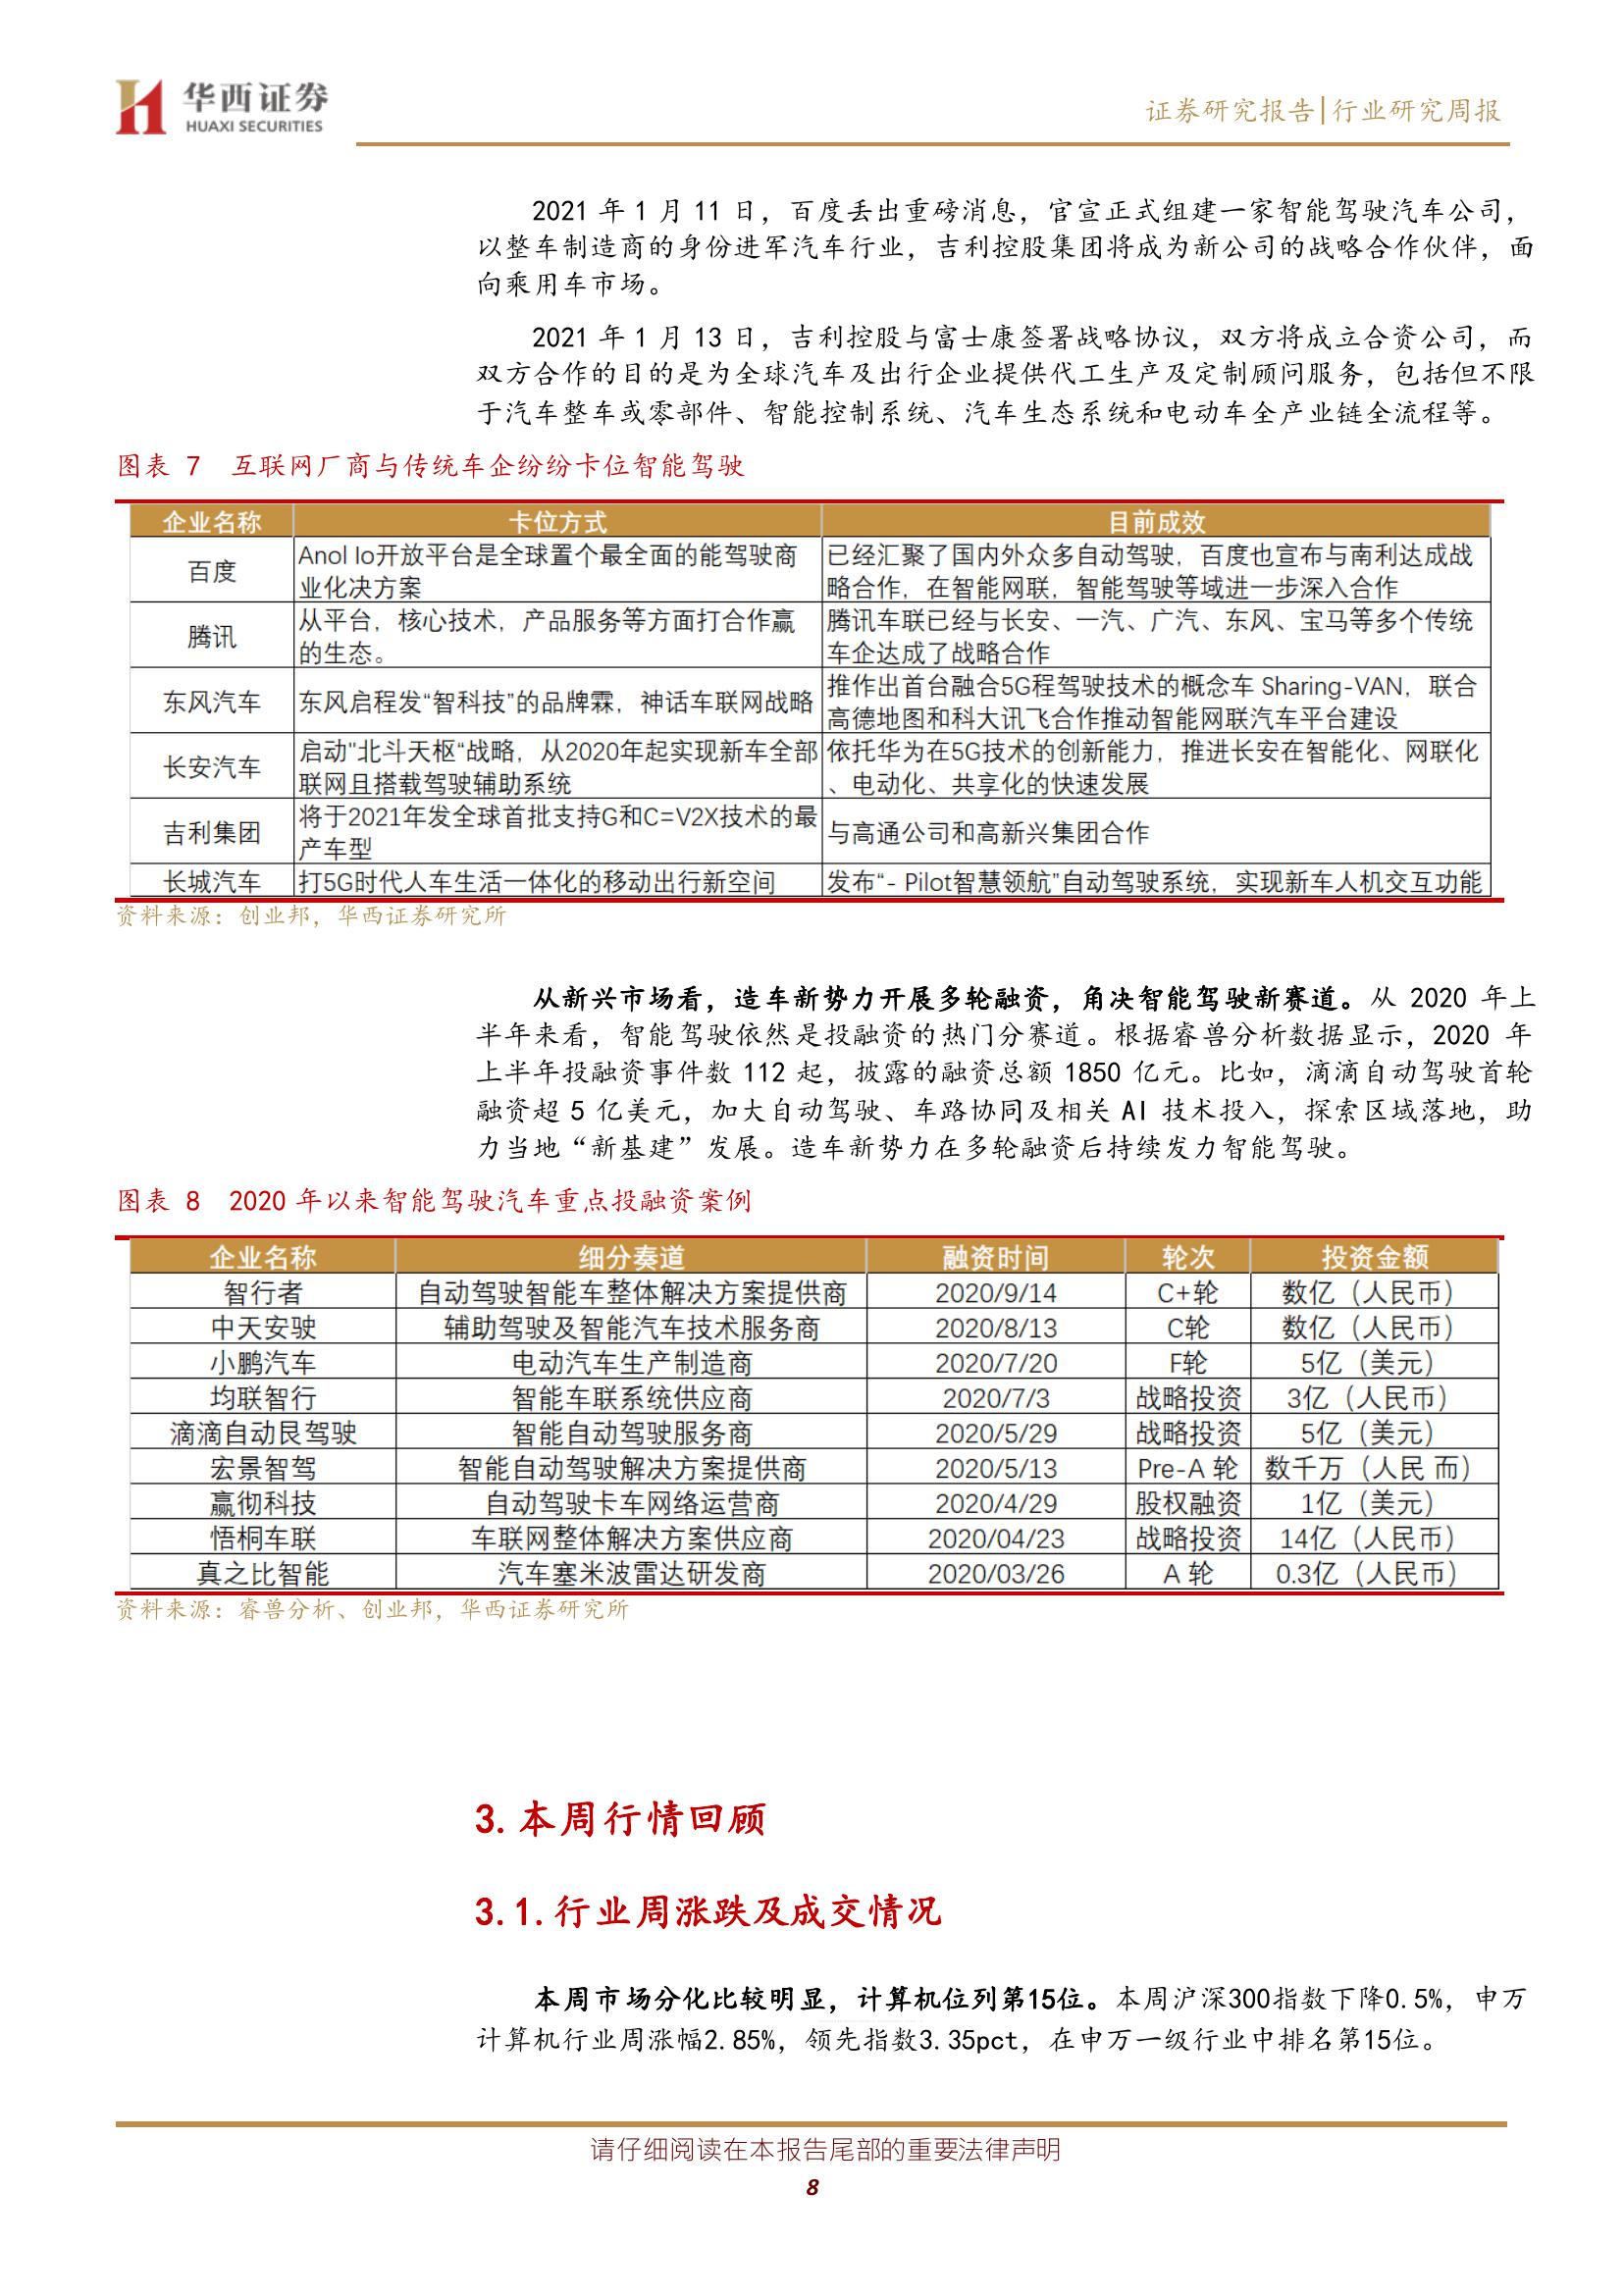 华西证券
HUAXI SECURITIES
证券研究报告|行业研究周报
2021 年 1 月 11 日，百度丢出重磅消息，官宣正式组建一家智能驾驶汽车公司，
以整车制造商的身份进军汽车行业，吉利控股集团将成为新公司的战略合作伙伴，面
向乘用车市场。
2021 年 1 月 13 日，吉利控股与富士康签署战略协议，双方将成立合资公司，而
双方合作的目的是为全球汽车及出行企业提供代工生产及定制顾问服务，包括但不限
于汽车整车或零部件、智能控制系统、汽车生态系统和电动车全产业链全流程等。
图表 7 互联网厂商与传统车企纷纷卡位智能驾驶
企业名称 卡位方式 目前成效
百度 Anol Io开放平台是全球置个最全面的能驾驶商 已经汇聚了国内外众多自动驾驶，百度也宣布与南利达成战
业化决方案 略合作，在智能网联，智能驾驶等域进一步深入合作
腾讯 从平台，核心技术，产品服务等方面打合作赢 腾讯车联已经与长安、一汽、广汽、东风、宝马等多个传统
的生态。 车企达成了战略合作
东风汽车 东风启程发“智科技”的品牌霖，神话车联网战略 推作出首台融合5G程驾驶技术的概念车 Sharing-VAN，联合
高德地图和科大讯飞合作推动智能网联汽车平台建设
长安汽车 启动"北斗天枢“战略，从2020年起实现新车全部 依托华为在5G技术的创新能力，推进长安在智能化、网联化
联网且搭载驾驶辅助系统 、电动化、共享化的快速发展
吉利集团 将于2021年发全球首批支持G和C=V2X技术的最 与高通公司和高新兴集团合作
产车型
长城汽车 打5G时代人车生活一体化的移动出行新空间 发布“- Pilot智慧领航”自动驾驶系统，实现新车人机交互功能
资料来源：创业邦，华西证券研究所
从新兴市场看，造车新势力开展多轮融资，角决智能驾驶新赛道。从 2020 年上
半年来看，智能驾驶依然是投融资的热门分赛道。根据睿兽分析数据显示，2020 年
上半年投融资事件数 112 起，披露的融资总额 1850 亿元。比如，滴滴自动驾驶首轮
融资超 5 亿美元，加大自动驾驶、车路协同及相关 AI 技术投入，探索区域落地，助
力当地“新基建”发展。造车新势力在多轮融资后持续发力智能驾驶。
图表 8 2020 年以来智能驾驶汽车重点投融资案例
企业名称 细分奏道 融资时间 轮次 投资金额
智行者 自动驾驶智能车整体解决方案提供商 2020/9/14 C+轮 数亿（人民币）
中天安驶 辅助驾驶及智能汽车技术服务商 2020/8/13 C轮 数亿（人民币）
小鹏汽车 电动汽车生产制造商 2020/7/20 F轮 5亿（美元）
均联智行 智能车联系统供应商 2020/7/3 战略投资 3亿（人民币）
滴滴自动艮驾驶 智能自动驾驶服务商 2020/5/29 战略投资 5亿（美元）
宏景智驾 智能自动驾驶解决方案提供商 2020/5/13 Pre-A 轮 数千万（人民 而）
赢彻科技 自动驾驶卡车网络运营商 2020/4/29 股权融资 1亿（美元）
悟桐车联 车联网整体解决方案供应商 2020/04/23 战略投资 14亿（人民币）
真之比智能 汽车塞米波雷达研发商 2020/03/26 A 轮 0.3亿（人民币）
资料来源：睿兽分析、创业邦，华西证券研究所
3.本周行情回顾
3.1.行业周涨跌及成交情况
本周市场分化比较明显，计算机位列第15位。本周沪深300指数下降0.5%，申万
计算机行业周涨幅2.85%，领先指数3.35pct，在申万一级行业中排名第15位。
请仔细阅读在本报告尾部的重要法律声明
8